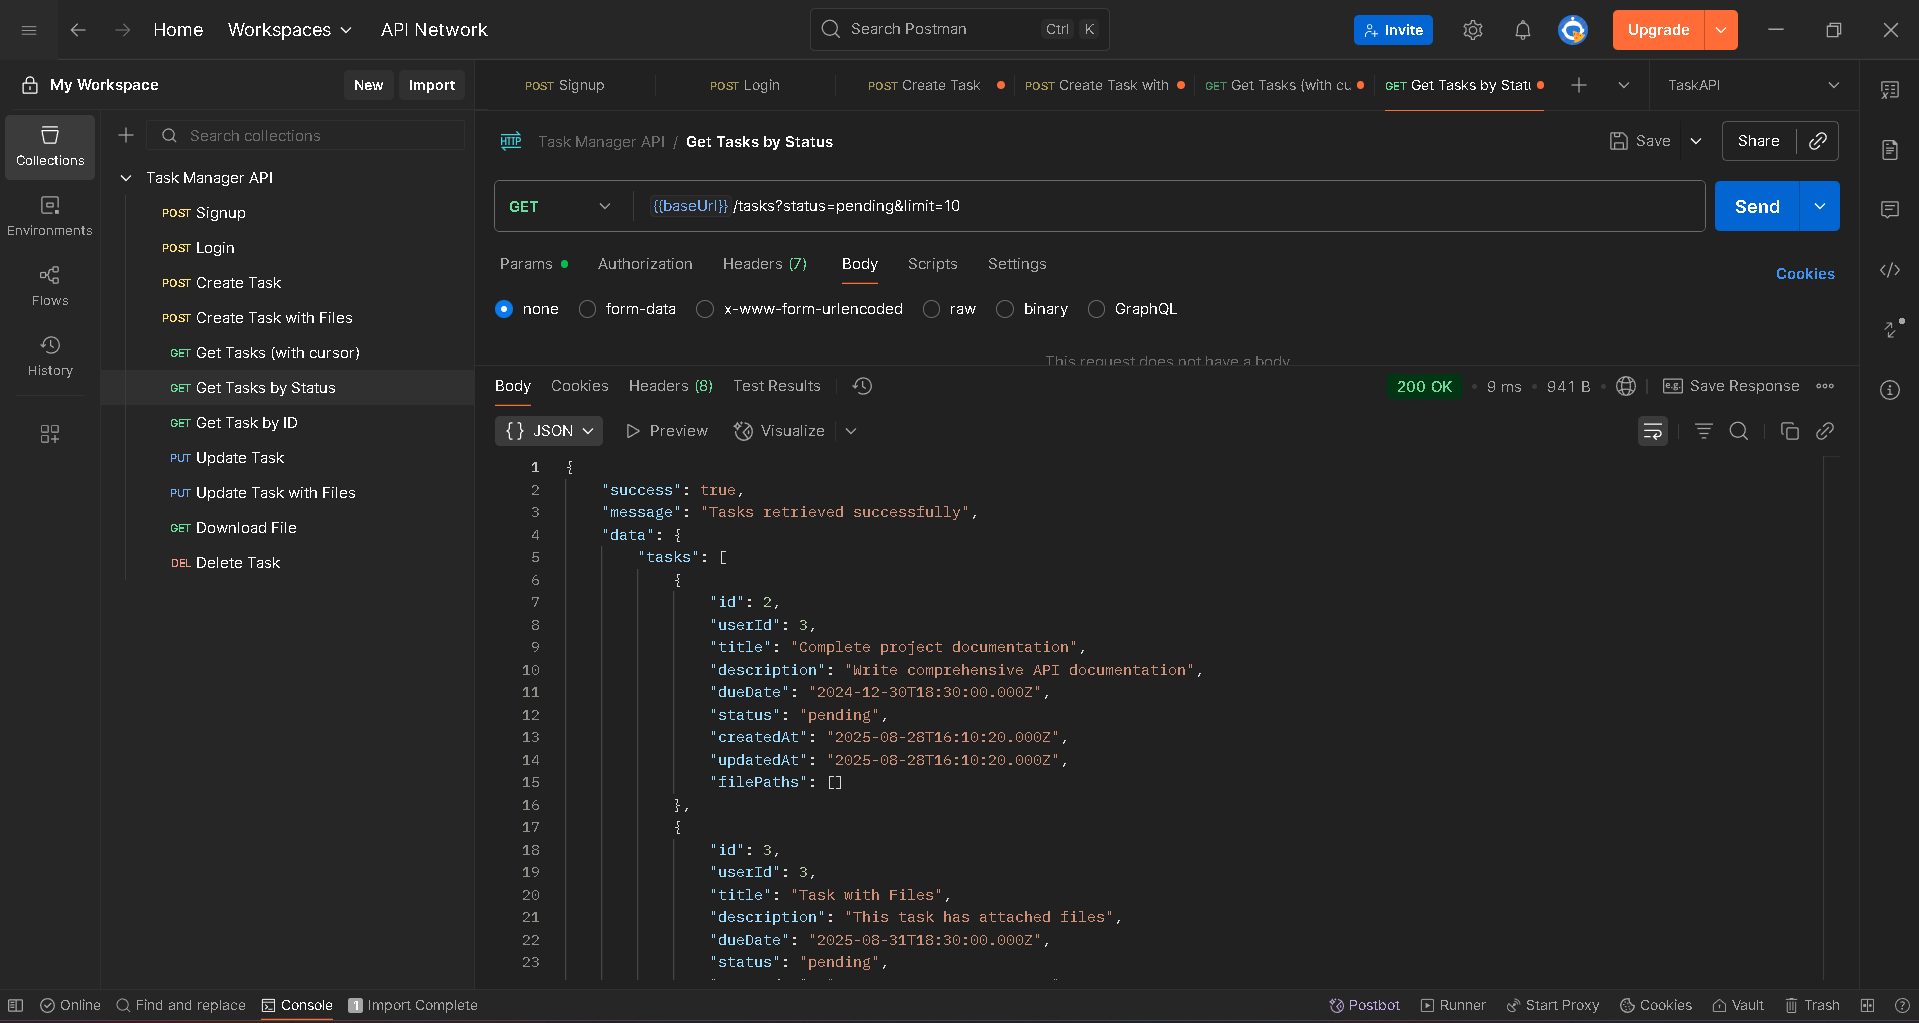 Home Workspaces API Network Search Postman Ctrl K Invite Upgrade
My Workspace New Import
POST Signup POST Login POST Create Task POST Create Task with GET Get Tasks (with cu GET Get Tasks by Statu TaskAPI
Collections
Environments
Flows
History
Search collections
Task Manager API
POST Signup
POST Login
POST Create Task
POST Create Task with Files
GET Get Tasks (with cursor)
GET Get Tasks by Status
GET Get Task by ID
PUT Update Task
PUT Update Task with Files
GET Download File
DEL Delete Task
HTTP Task Manager API / Get Tasks by Status Save Share
GET {{baseUrl}}/tasks?status=pending&limit=10 Send
Params Authorization Headers (7) Body Scripts Settings Cookies
none form-data x-www-form-urlencoded raw binary GraphQL
This request does not have a body
Body Cookies Headers (8) Test Results 200 OK • 9 ms • 941 B • e.g. Save Response
{} JSON Preview Visualize
1 {
2 "success": true,
3 "message": "Tasks retrieved successfully",
4 "data": {
5 "tasks": [
6 {
7 "id": 2,
8 "userId": 3,
9 "title": "Complete project documentation",
10 "description": "Write comprehensive API documentation",
11 "dueDate": "2024-12-30T18:30:00.000Z",
12 "status": "pending",
13 "createdAt": "2025-08-28T16:10:20.000Z",
14 "updatedAt": "2025-08-28T16:10:20.000Z",
15 "filePaths": []
16 },
17 {
18 "id": 3,
19 "userId": 3,
20 "title": "Task with Files",
21 "description": "This task has attached files",
22 "dueDate": "2025-08-31T18:30:00.000Z",
23 "status": "pending",
Online Find and replace Console 1 Import Complete Postbot Runner Start Proxy Cookies Vault Trash